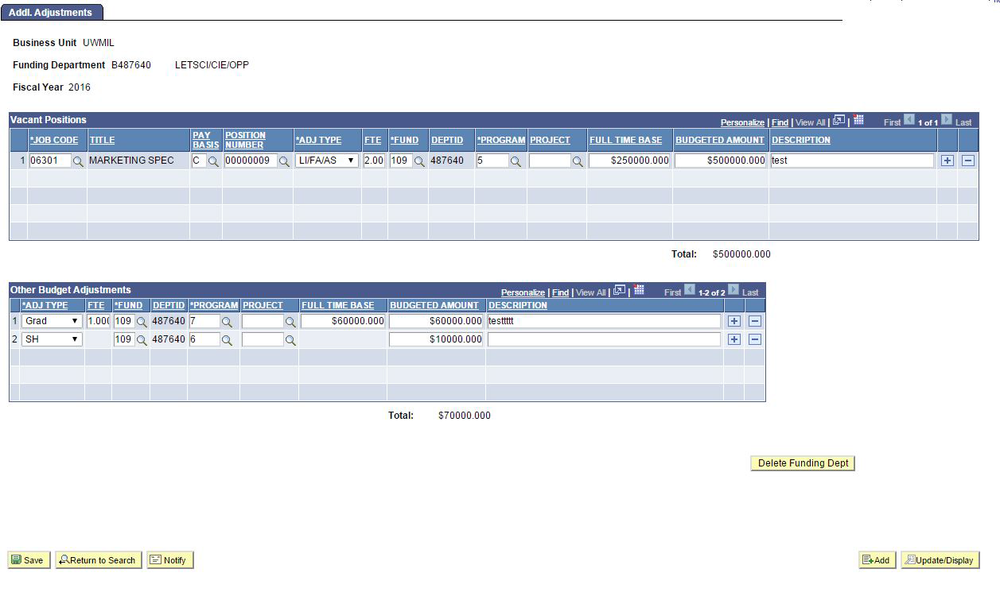 Addl. Adjustments
Business Unit UWMIL
Funding Department B487640 LETSCI/CIE/OPP
Fiscal Year 2016
Vacant Positions Personalize | Find | View All | | First 1 of 1 Last
*JOB CODE TITLE PAY BASIS POSITION NUMBER *ADJ TYPE FTE *FUND DEPTID *PROGRAM PROJECT FULL TIME BASE BUDGETED AMOUNT DESCRIPTION
1 06301 MARKETING SPEC C 00000009 LI/FA/AS 2.00 109 487640 5 $250000.000 $500000.000 test
Total: $500000.000
Other Budget Adjustments Personalize | Find | View All | | First 1-2 of 2 Last
*ADJ TYPE FTE *FUND DEPTID *PROGRAM PROJECT FULL TIME BASE BUDGETED AMOUNT DESCRIPTION
1 Grad 1.000 109 487640 7 $60000.000 $60000.000 testtttt
2 SH 109 487640 6 $10000.000
Total: $70000.000
Delete Funding Dept
Save Return to Search Notify Add Update/Display